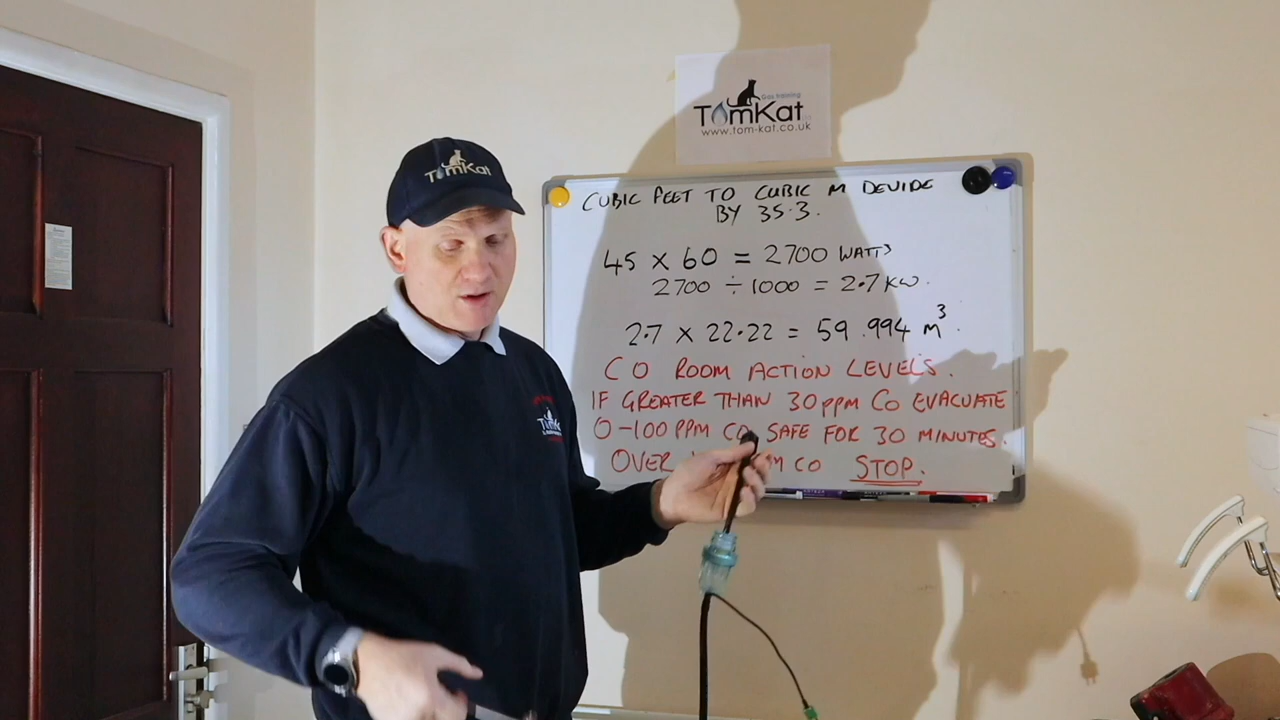 Gas training
TomKat
www.tom-kat.co.uk
TomKat
CUBIC FEET TO CUBIC M DEVIDE
BY 35.3.
45 × 60 = 2700 WATTS
2700 ÷ 1000 = 2.7 KW.
2.7 × 22.22 = 59.994 m³.
CO ROOM ACTION LEVELS.
IF GREATER THAN 30ppm CO EVACUATE
0-100 PPM CO SAFE FOR 30 MINUTES.
OVER CO STOP.